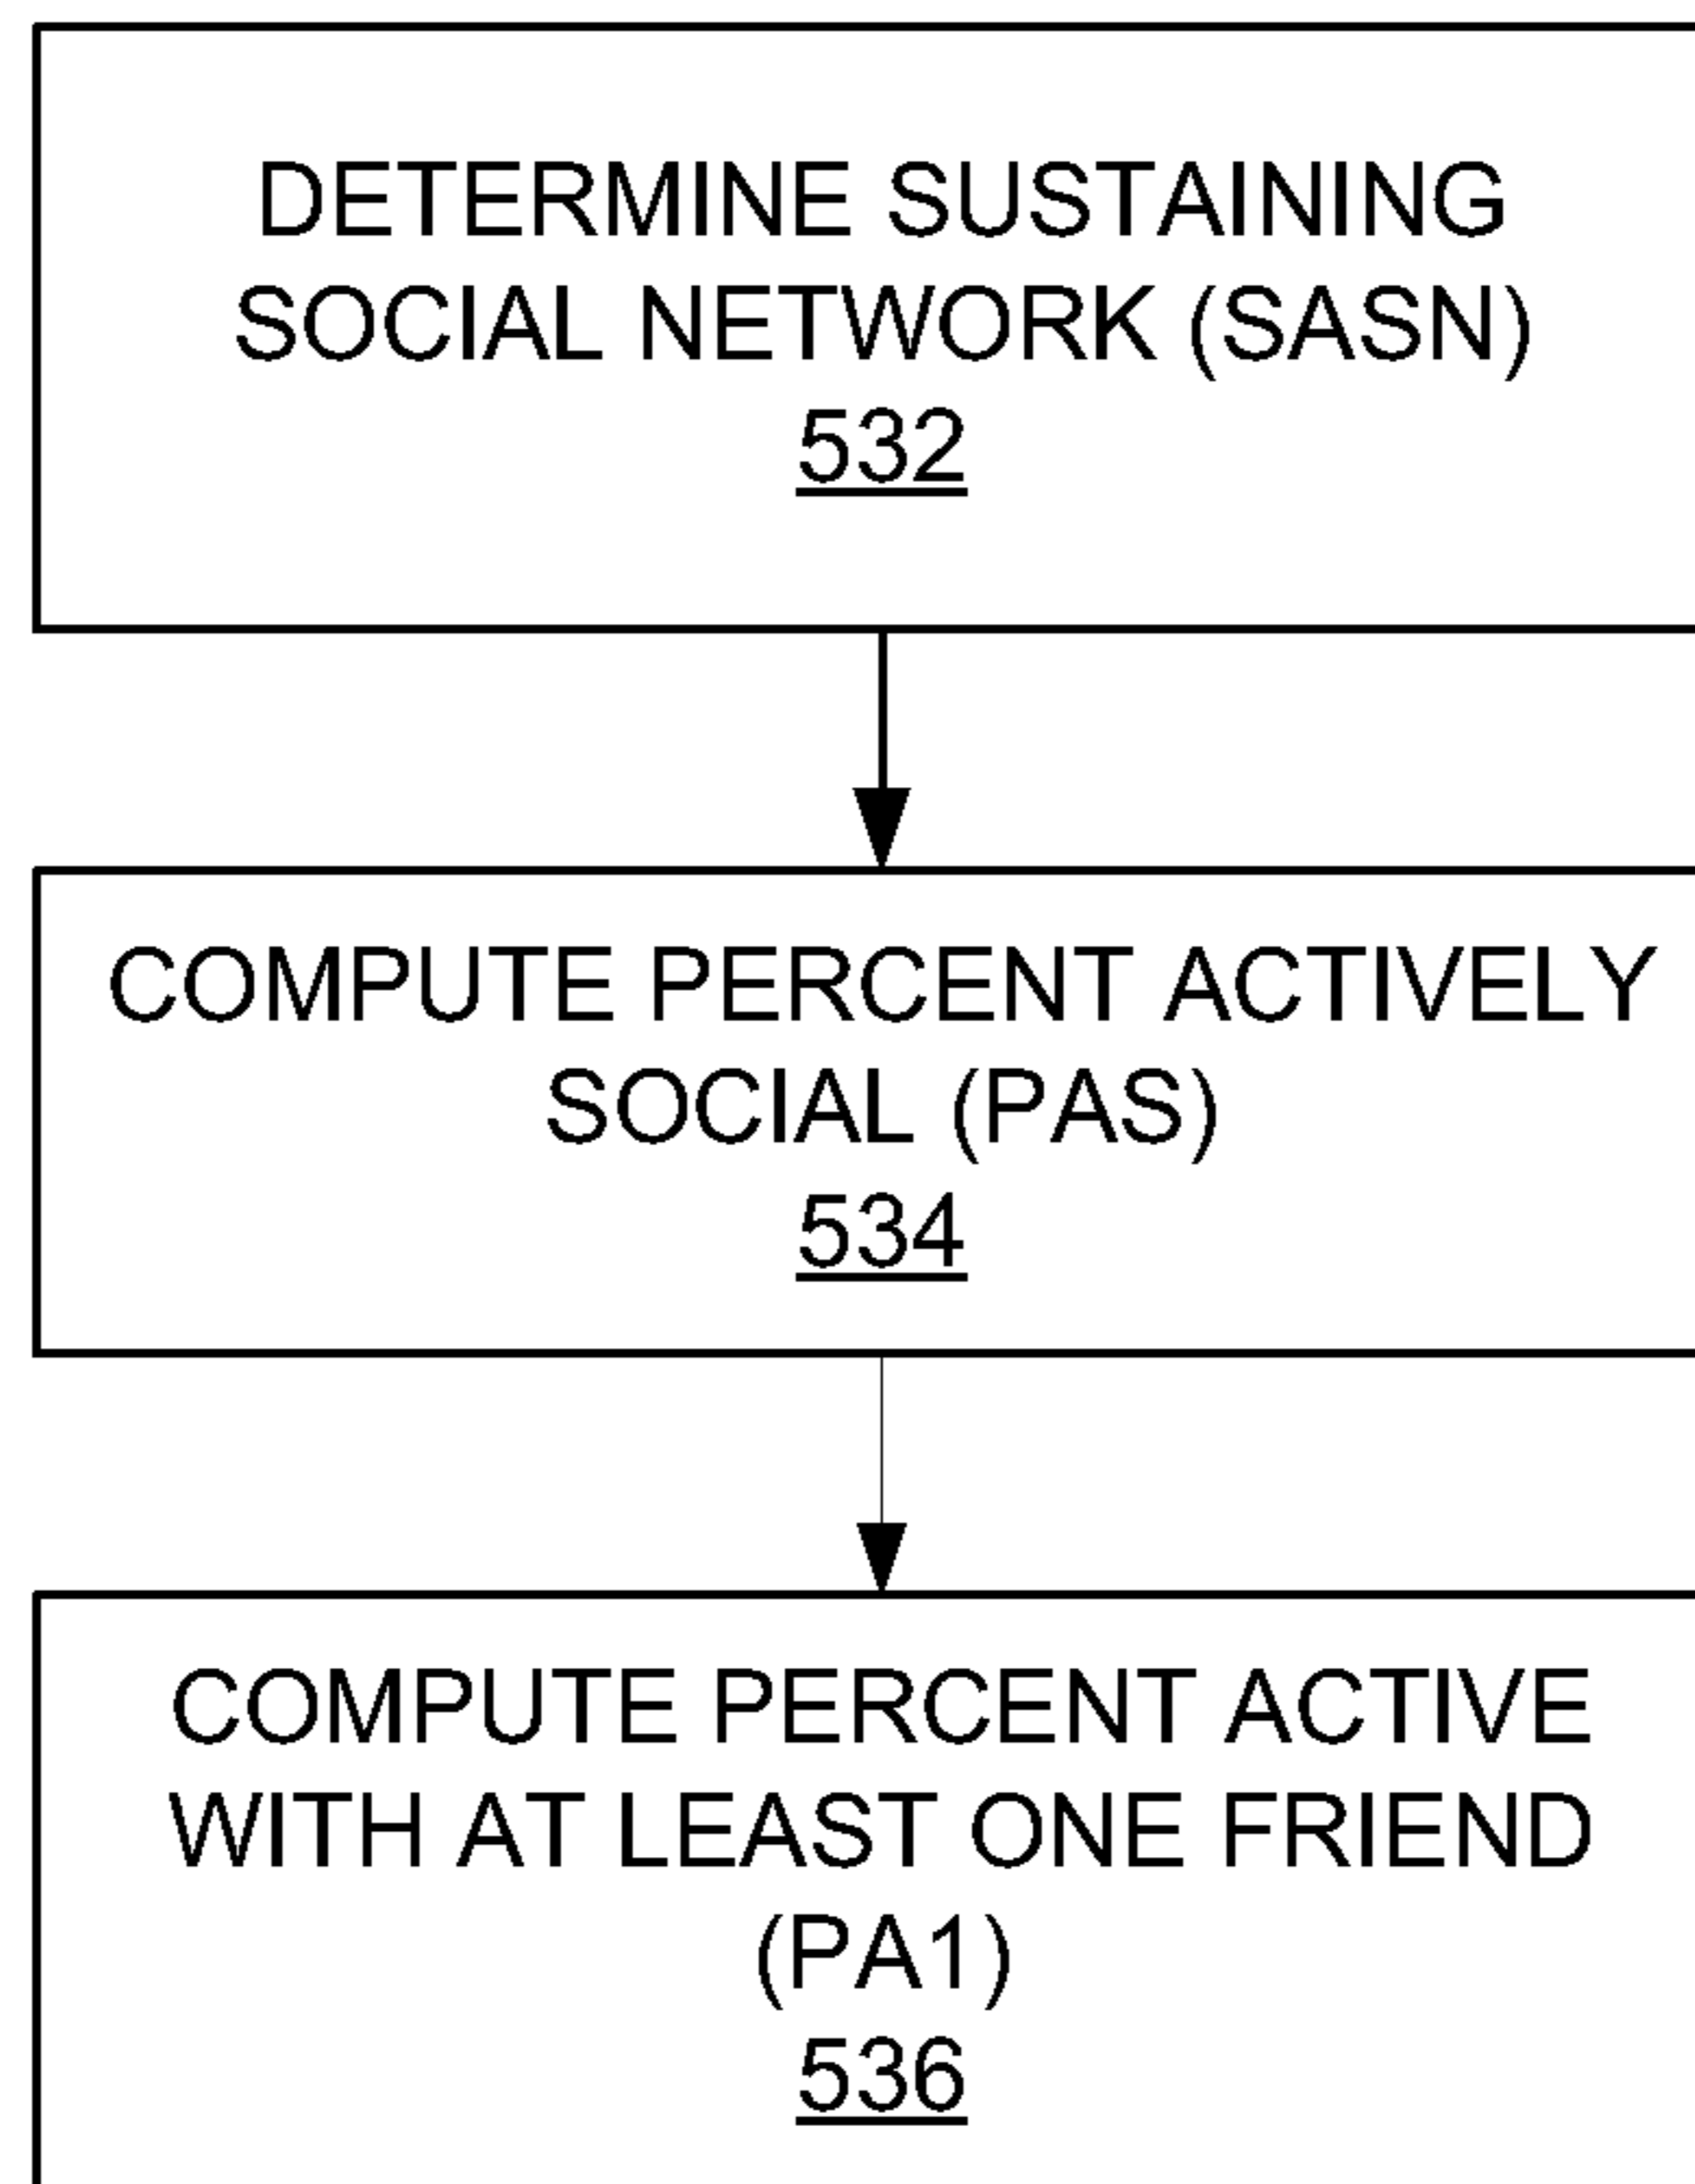 DETERMINE SUSTAINING
SOCIAL NETWORK (SASN)
532
COMPUTE PERCENT ACTIVELY
SOCIAL (PAS)
534
COMPUTE PERCENT ACTIVE
WITH AT LEAST ONE FRIEND
(PA1)
536